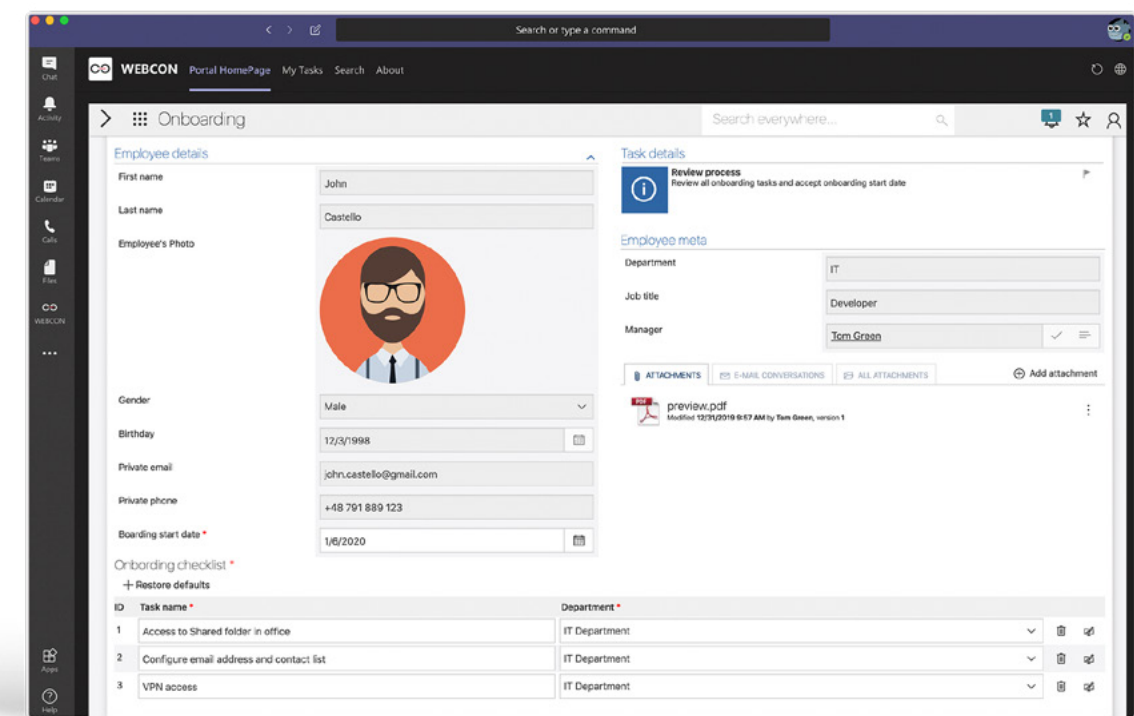 Search or type a command
Chat
Activity
Teams
Calendar
Calls
Files
WEBCON
Apps
Help
WEBCON Portal HomePage My Tasks Search About
Onboarding
Search everywhere...
1
Employee details
First name
John
Last name
Castello
Employee's Photo
Gender
Male
Birthday
12/3/1998
Private email
john.castello@gmail.com
Private phone
+48 791 889 123
Boarding start date *
1/6/2020
Task details
Review process
Review all onboarding tasks and accept onboarding start date
Employee meta
Department
IT
Job title
Developer
Manager
Tom Green
ATTACHMENTS E-MAIL CONVERSATIONS ALL ATTACHMENTS Add attachment
PDF
preview.pdf
Modified 12/31/2019 9:57 AM by Tom Green, version 1
Onbording checklist *
+ Restore defaults
ID Task name * Department *
1 Access to Shared folder in office IT Department
2 Configure email address and contact list IT Department
3 VPN access IT Department